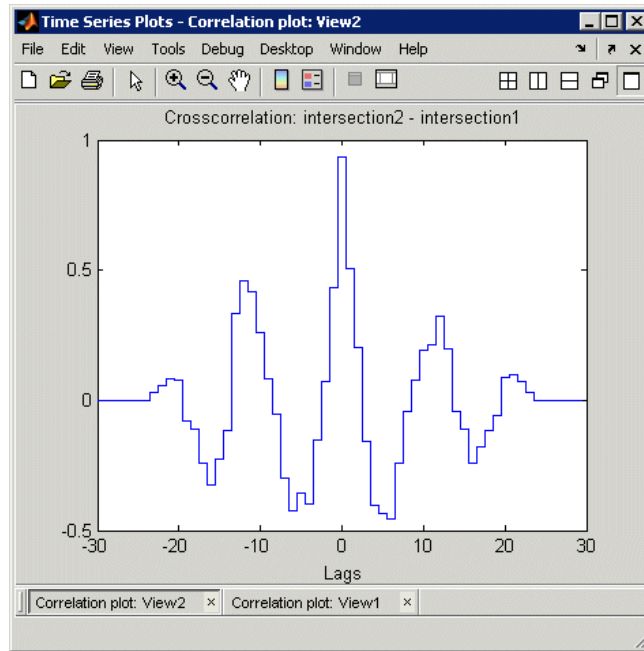 Time Series Plots - Correlation plot: View2
File Edit View Tools Debug Desktop Window Help
Crosscorrelation: intersection2 - intersection1
1
0.5
0
-0.5
-30 -20 -10 0 10 20 30
Lags
Correlation plot: View2 Correlation plot: View1